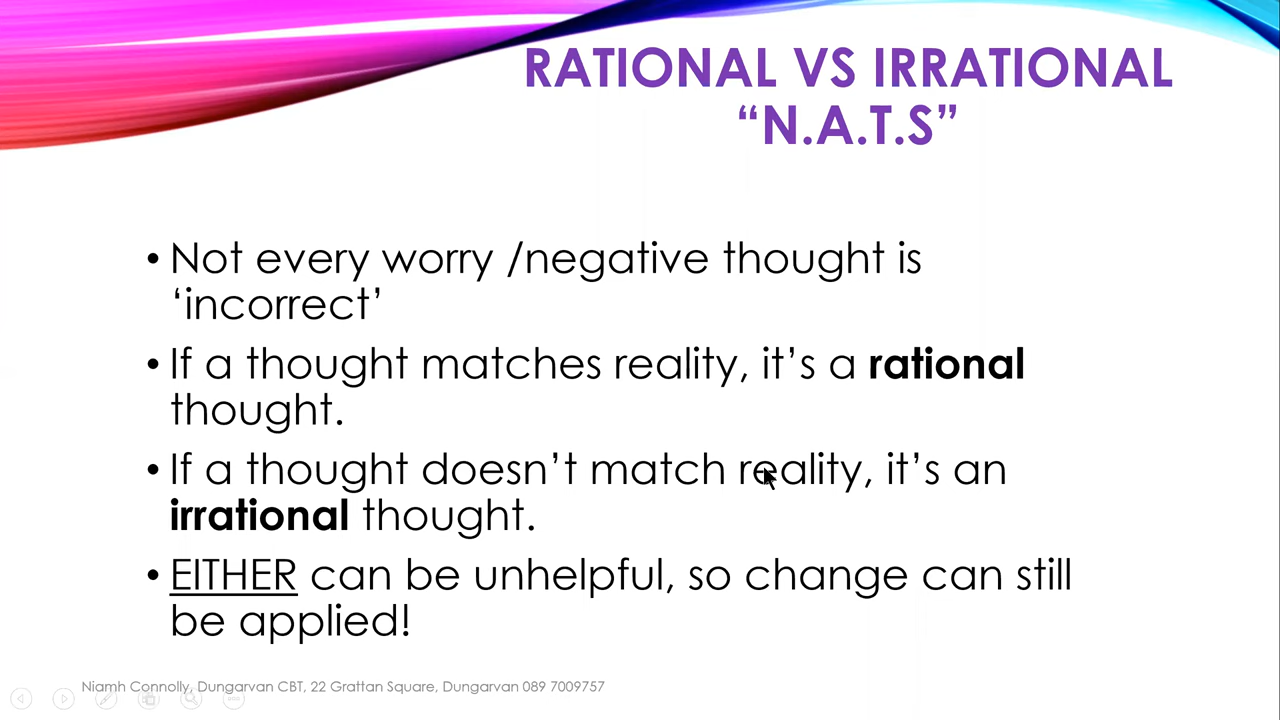 RATIONAL VS IRRATIONAL
“N.A.T.S”
• Not every worry /negative thought is
‘incorrect’
• If a thought matches reality, it’s a rational
thought.
• If a thought doesn’t match reality, it’s an
irrational thought.
• EITHER can be unhelpful, so change can still
be applied!
Niamh Connolly, Dungarvan CBT, 22 Grattan Square, Dungarvan 089 7009757